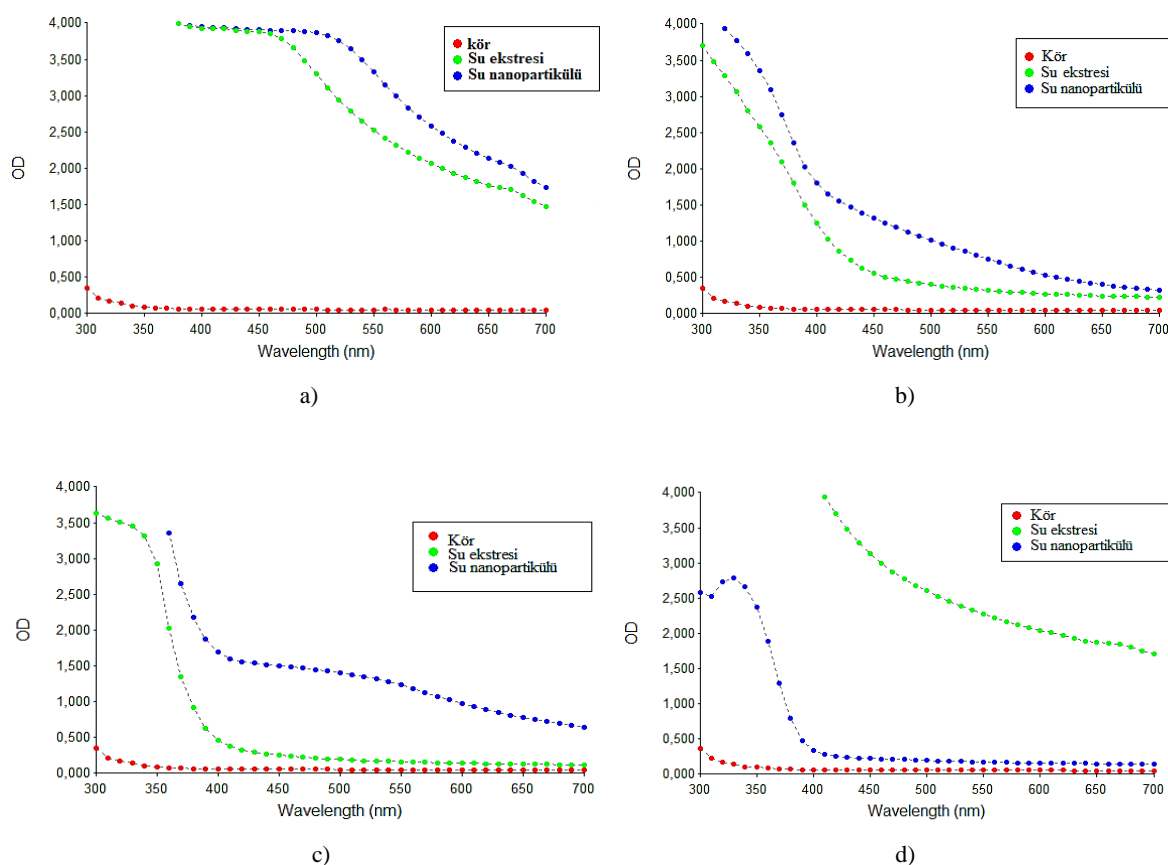 4,000
3,500
3,000
2,500
2,000
1,500
1,000
0,500
0,000
OD
300 350 400 450 500 550 600 650 700
Wavelength (nm)
kör
Su ekstresi
Su nanopartikülü
a)
4,000
3,500
3,000
2,500
2,000
1,500
1,000
0,500
0,000
OD
300 350 400 450 500 550 600 650 700
Wavelength (nm)
Kör
Su ekstresi
Su nanopartikülü
b)
4,000
3,500
3,000
2,500
2,000
1,500
1,000
0,500
0,000
OD
300 350 400 450 500 550 600 650 700
Wavelength (nm)
Kör
Su ekstresi
Su nanopartikülü
c)
4,000
3,500
3,000
2,500
2,000
1,500
1,000
0,500
0,000
OD
300 350 400 450 500 550 600 650 700
Wavelength (nm)
Kör
Su ekstresi
Su nanopartikülü
d)